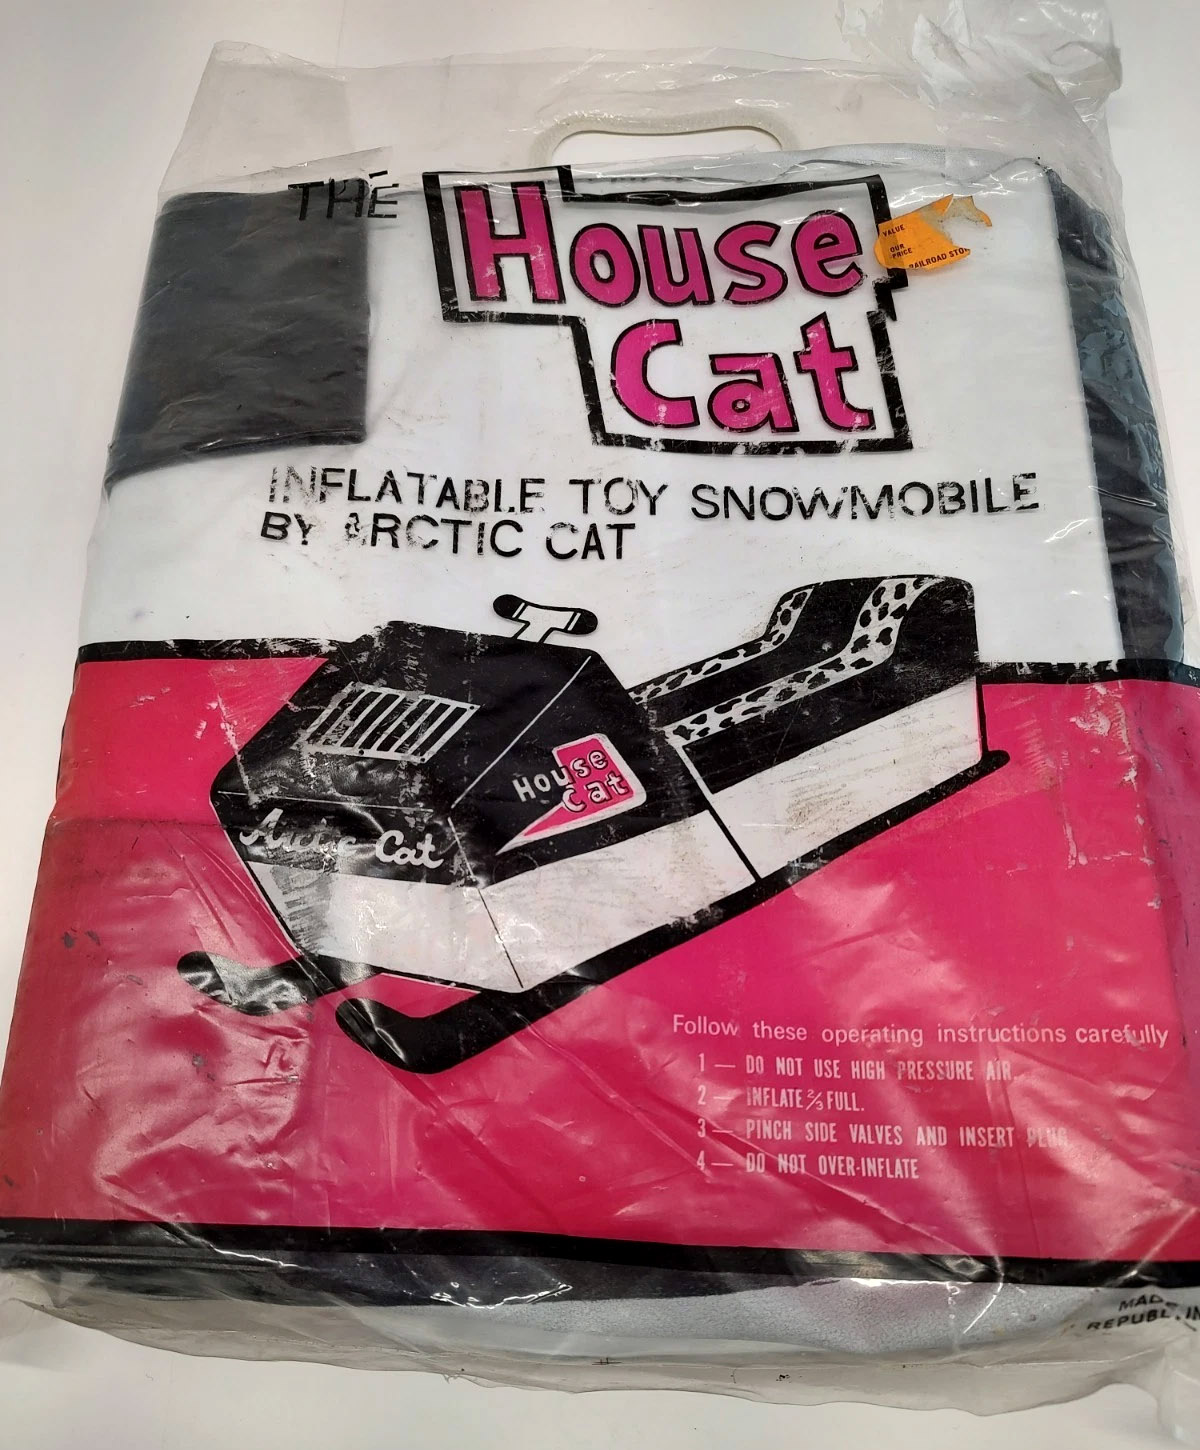 THE
House
Cat
VALUE
OUR
PRICE
RAILROAD STO
INFLATABLE TOY SNOWMOBILE
BY ARCTIC CAT
House
Cat
Arctic Cat
Follow these operating instructions carefully
1 — DO NOT USE HIGH PRESSURE AIR.
2 — INFLATE 2/3 FULL.
3 — PINCH SIDE VALVES AND INSERT PLUG
4 — DO NOT OVER-INFLATE